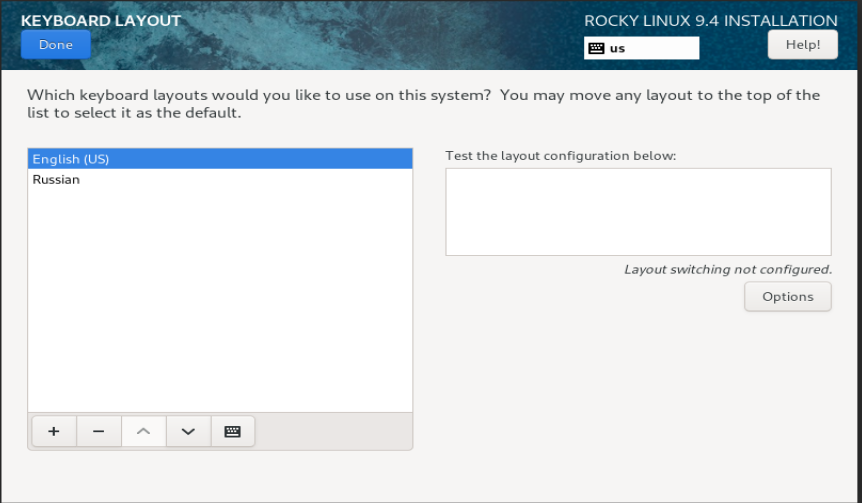 KEYBOARD LAYOUT
Done
ROCKY LINUX 9.4 INSTALLATION
us
Help!
Which keyboard layouts would you like to use on this system?  You may move any layout to the top of the
list to select it as the default.
English (US)
Russian
Test the layout configuration below:
Layout switching not configured.
Options